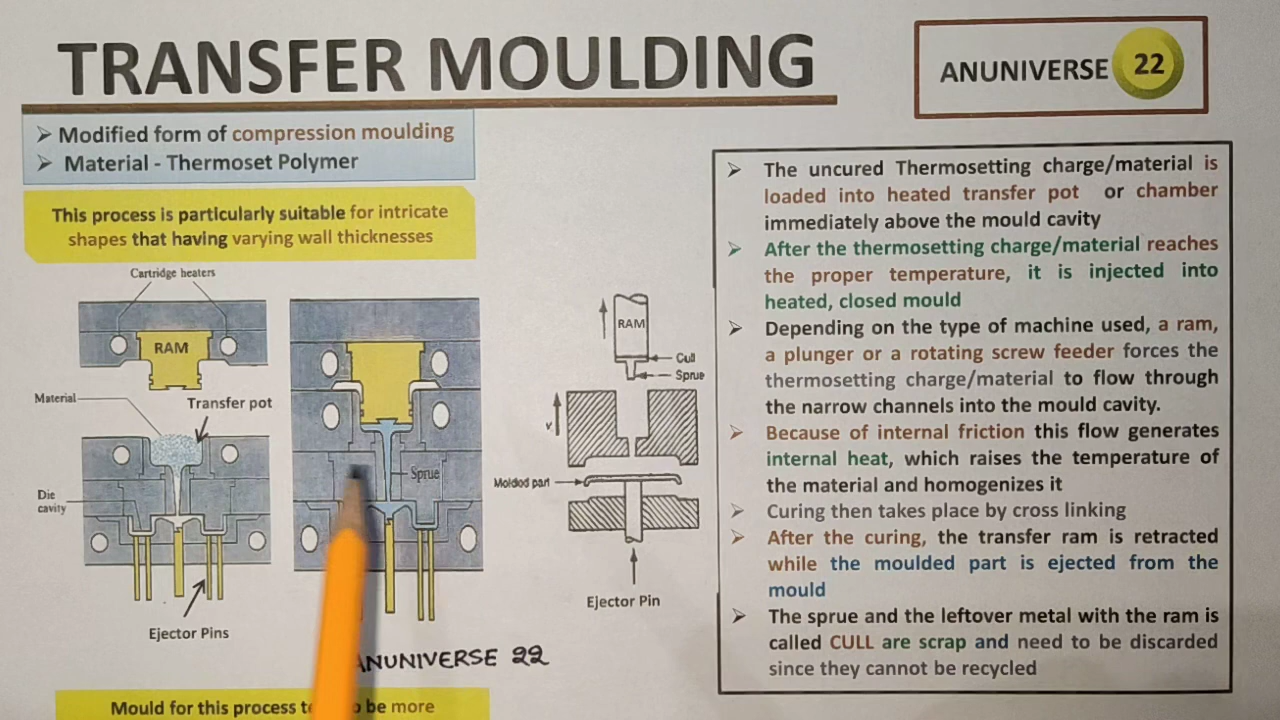 TRANSFER MOULDING
ANUNIVERSE 22
➤ Modified form of compression moulding
➤ Material - Thermoset Polymer
This process is particularly suitable for intricate
shapes that having varying wall thicknesses
Cartridge heaters
RAM
Material
Transfer pot
Die
cavity
Ejector Pins
Sprue
RAM
Cull
Sprue
v
Molded part
Ejector Pin
ANUNIVERSE 22
Mould for this process be more
➤ The uncured Thermosetting charge/material is
loaded into heated transfer pot or chamber
immediately above the mould cavity
➤ After the thermosetting charge/material reaches
the proper temperature, it is injected into
heated, closed mould
➤ Depending on the type of machine used, a ram,
a plunger or a rotating screw feeder forces the
thermosetting charge/material to flow through
the narrow channels into the mould cavity.
➤ Because of internal friction this flow generates
internal heat, which raises the temperature of
the material and homogenizes it
➤ Curing then takes place by cross linking
➤ After the curing, the transfer ram is retracted
while the moulded part is ejected from the
mould
➤ The sprue and the leftover metal with the ram is
called CULL are scrap and need to be discarded
since they cannot be recycled